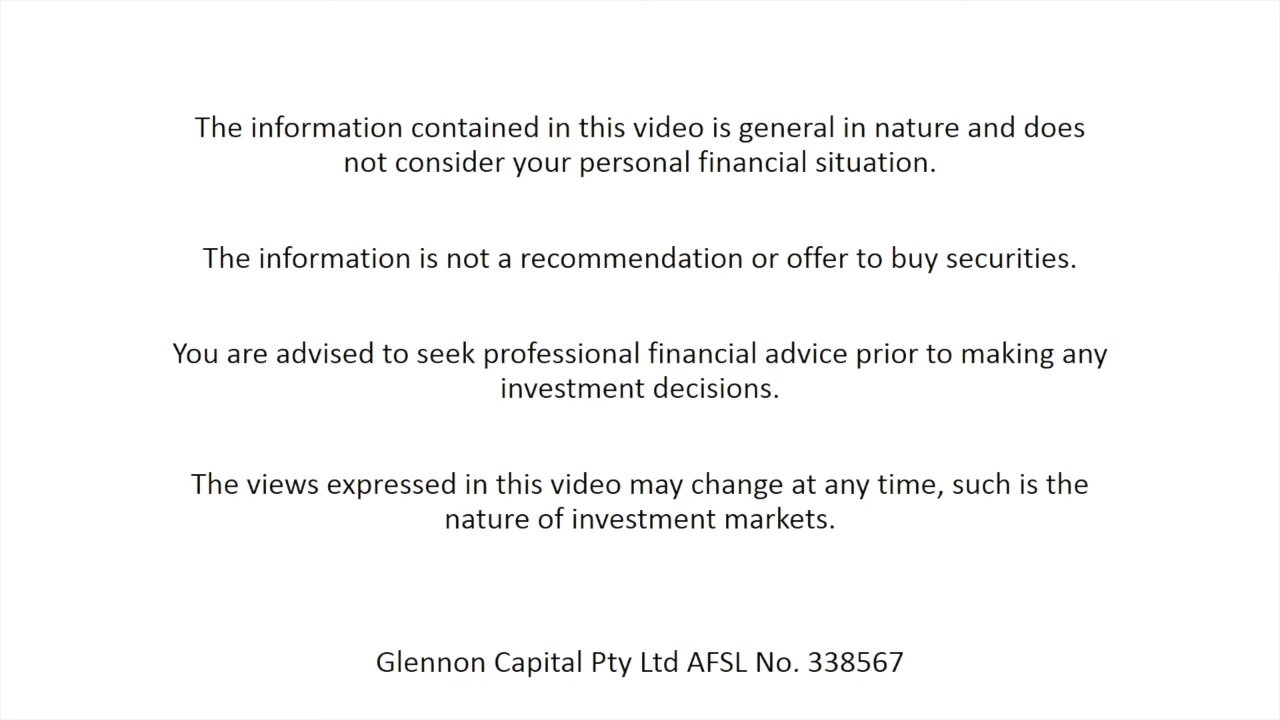 The information contained in this video is general in nature and does
not consider your personal financial situation.
The information is not a recommendation or offer to buy securities.
You are advised to seek professional financial advice prior to making any
investment decisions.
The views expressed in this video may change at any time, such is the
nature of investment markets.
Glennon Capital Pty Ltd AFSL No. 338567